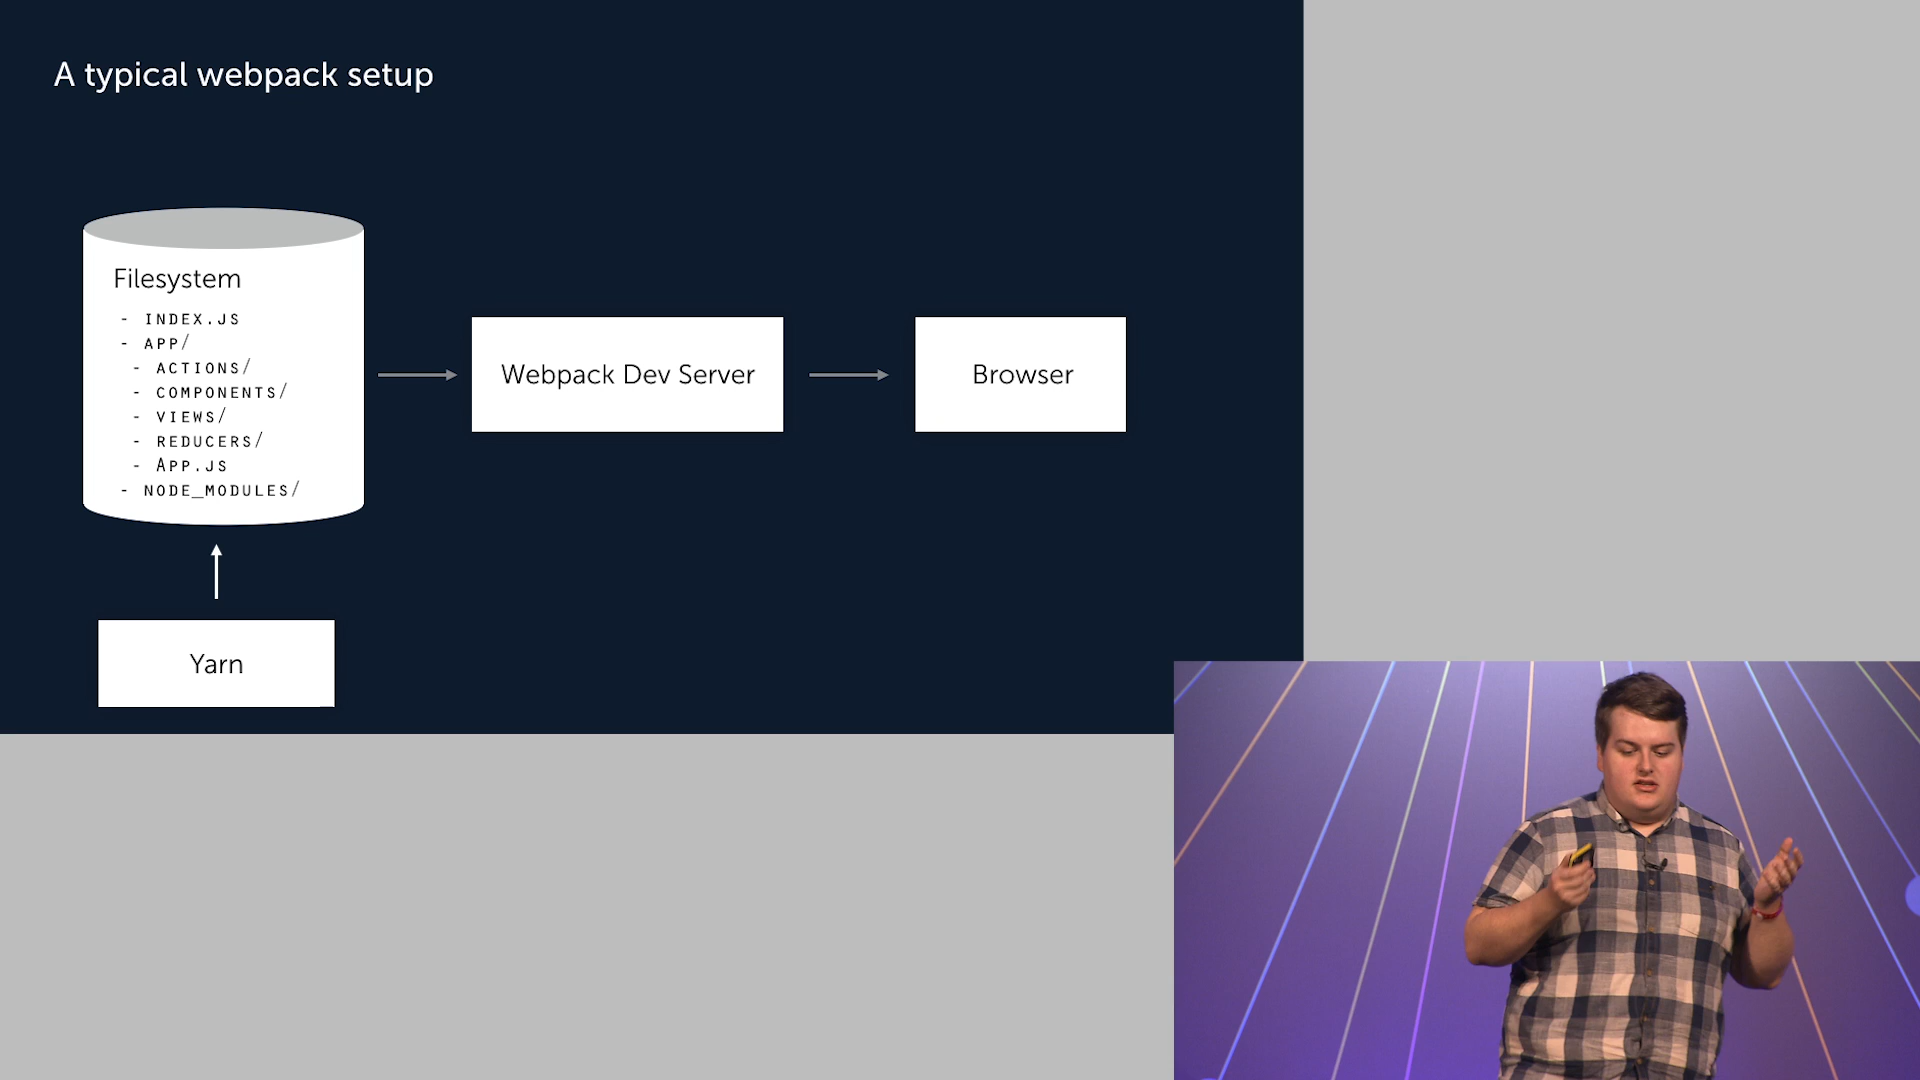 A typical webpack setup
Filesystem
- INDEX.JS
- APP/
- ACTIONS/
- COMPONENTS/
- VIEWS/
- REDUCERS/
- APP.JS
- NODE_MODULES/
Webpack Dev Server
Browser
Yarn